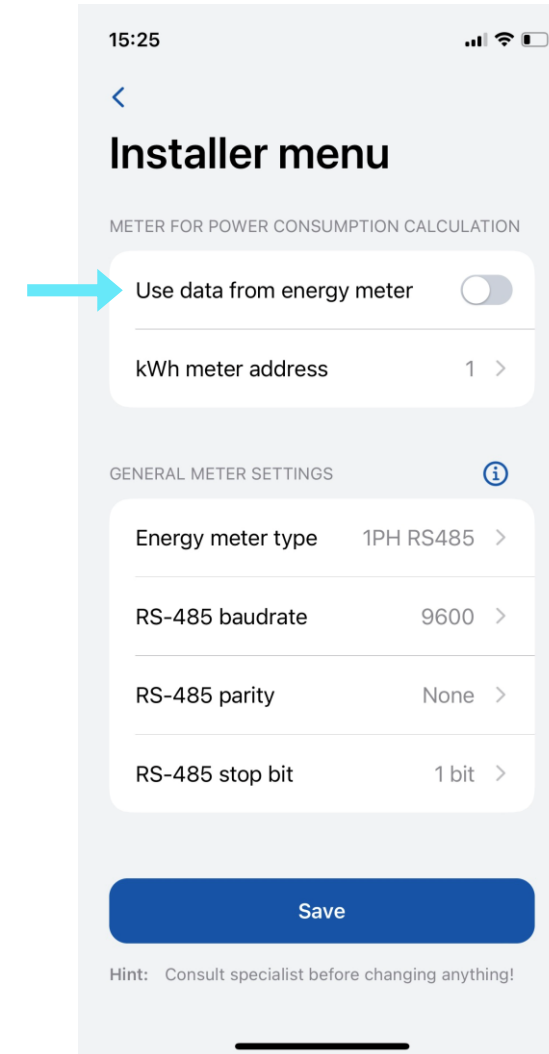 15:25
Installer menu
METER FOR POWER CONSUMPTION CALCULATION
Use data from energy meter
kWh meter address 1
GENERAL METER SETTINGS
Energy meter type 1PH RS485
RS-485 baudrate 9600
RS-485 parity None
RS-485 stop bit 1 bit
Save
Hint: Consult specialist before changing anything!